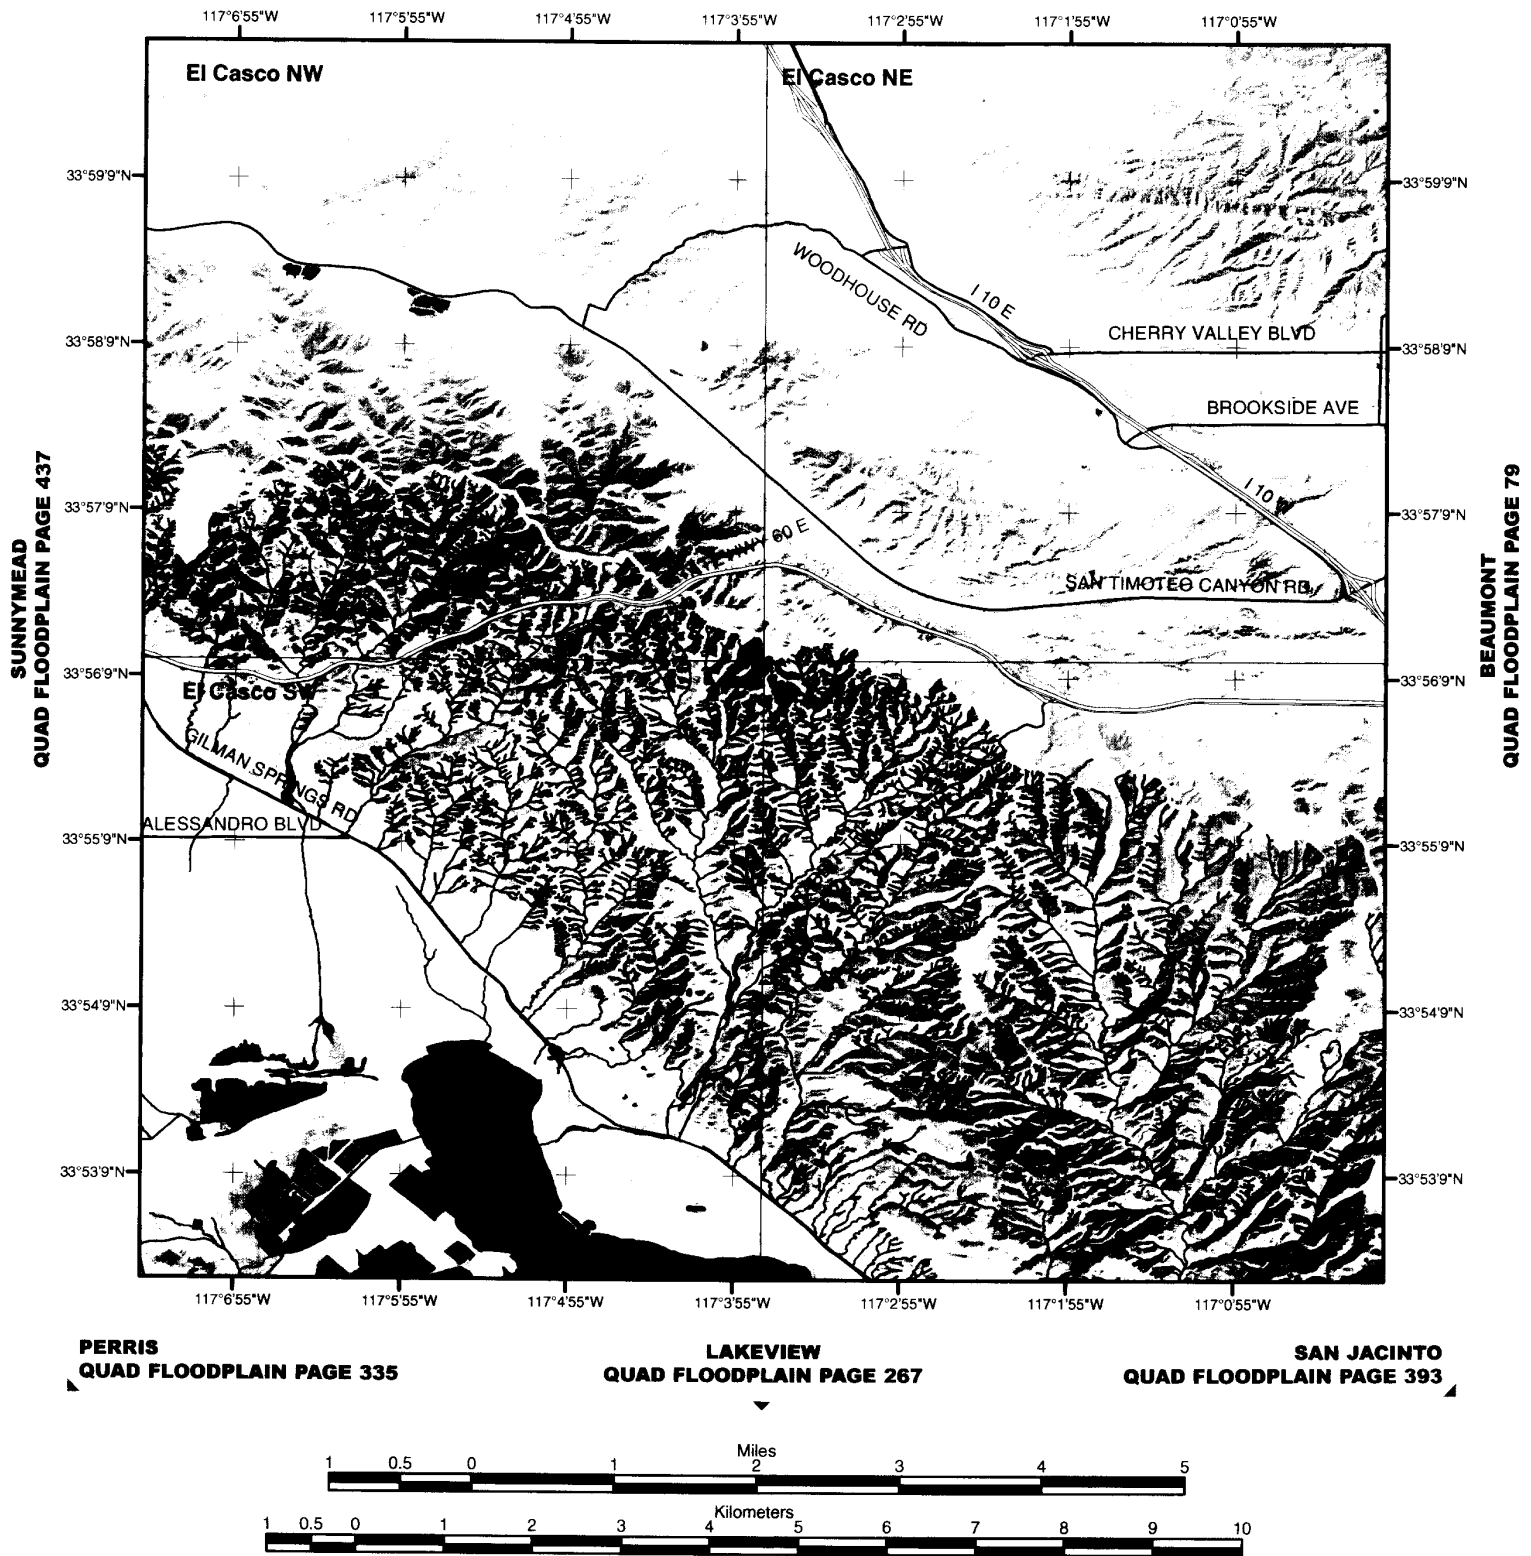 117°6'55"W 117°5'55"W 117°4'55"W 117°3'55"W 117°2'55"W 117°1'55"W 117°0'55"W
El Casco NW
El Casco NE
33°59'9"N
33°59'9"N
WOODHOUSE RD
I 10 E
CHERRY VALLEY BLVD
33°58'9"N
33°58'9"N
BROOKSIDE AVE
I 10
33°57'9"N
33°57'9"N
HWY 60 E
SAN TIMOTEO CANYON RD
SUNNYMEAD
QUAD FLOODPLAIN PAGE 437
BEAUMONT
QUAD FLOODPLAIN PAGE 79
33°56'9"N
33°56'9"N
El Casco SW
GILMAN SPRINGS RD
ALESSANDRO BLVD
33°55'9"N
33°55'9"N
33°54'9"N
33°54'9"N
33°53'9"N
33°53'9"N
117°6'55"W 117°5'55"W 117°4'55"W 117°3'55"W 117°2'55"W 117°1'55"W 117°0'55"W
PERRIS
QUAD FLOODPLAIN PAGE 335
LAKEVIEW
QUAD FLOODPLAIN PAGE 267
SAN JACINTO
QUAD FLOODPLAIN PAGE 393
Miles
1 0.5 0 1 2 3 4 5
Kilometers
1 0.5 0 1 2 3 4 5 6 7 8 9 10